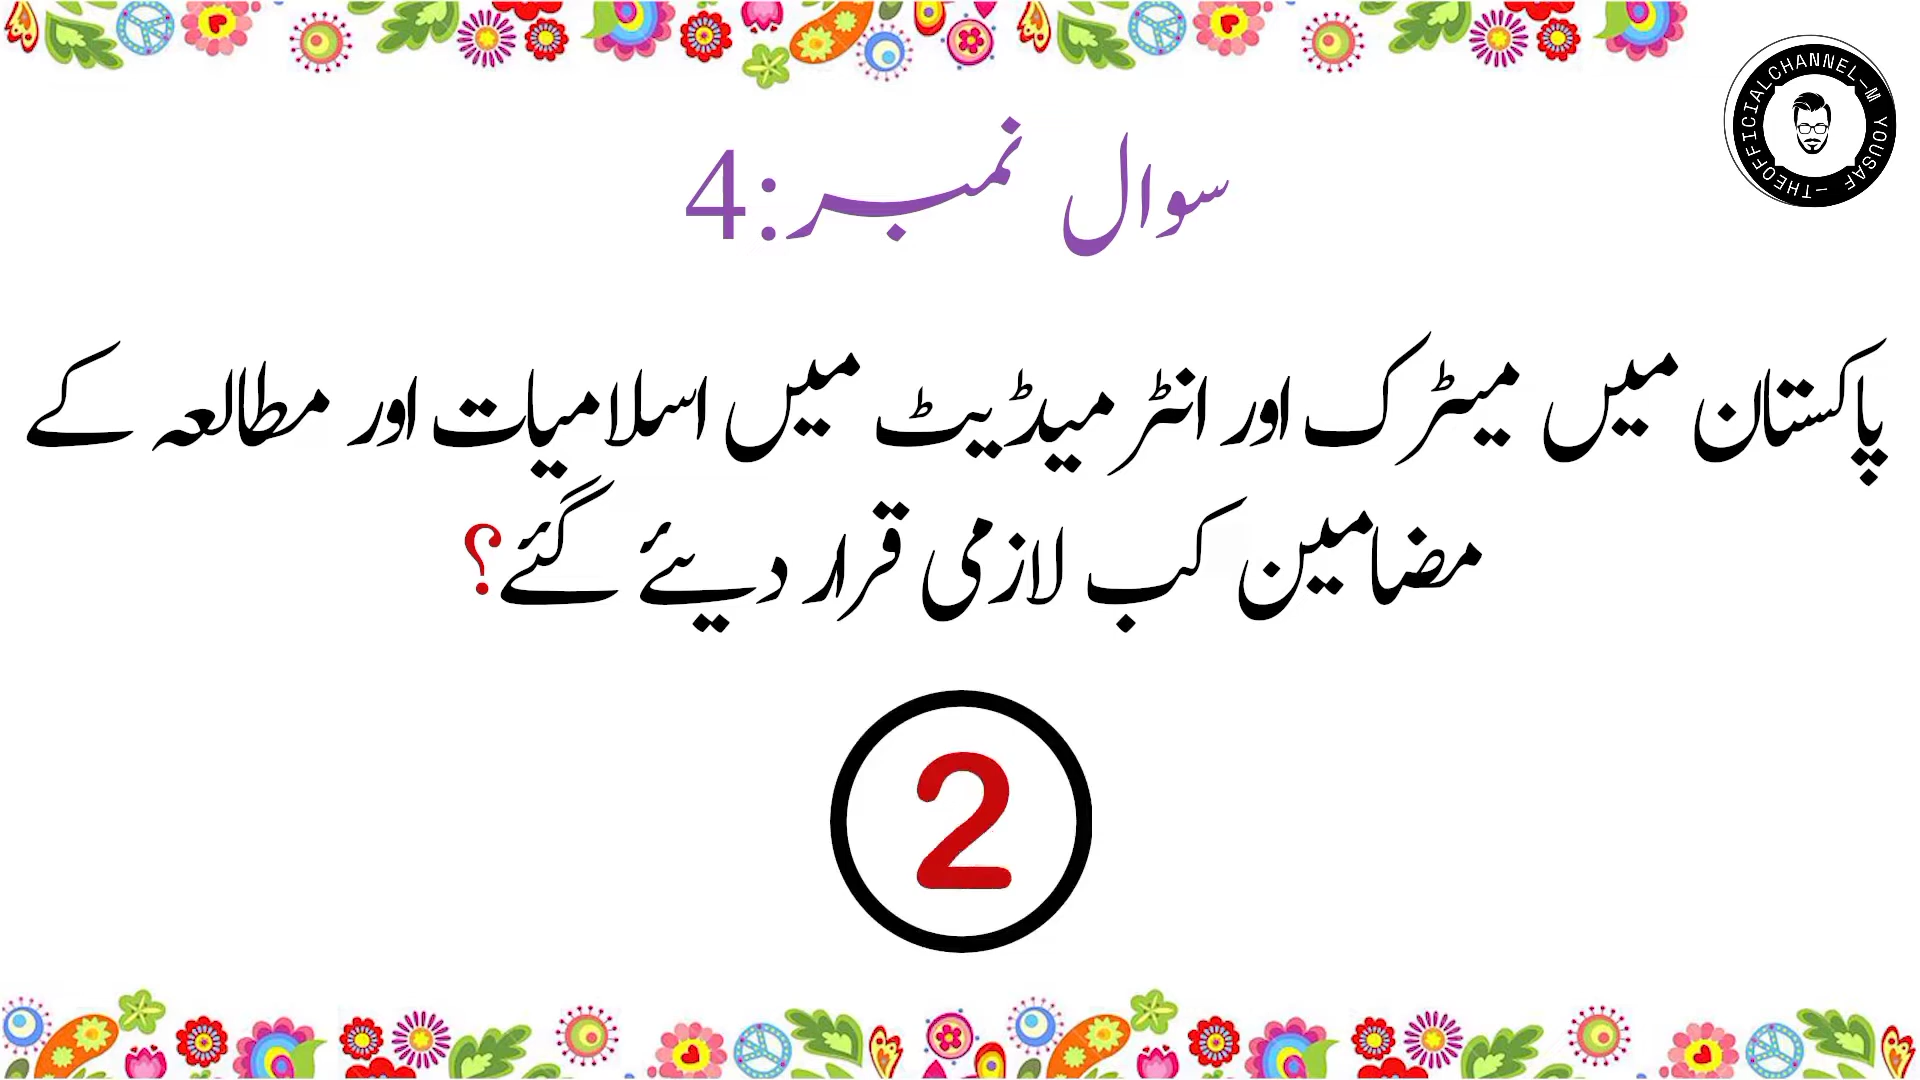 THEOFFICIALCHANNEL-M YOUSAF-
سوال نمبر:4
پاکستان میں میٹرک اور انٹرمیڈیٹ میں اسلامیات اور مطالعہ کے
مضامین کب لازمی قرار دیئے گئے؟
2